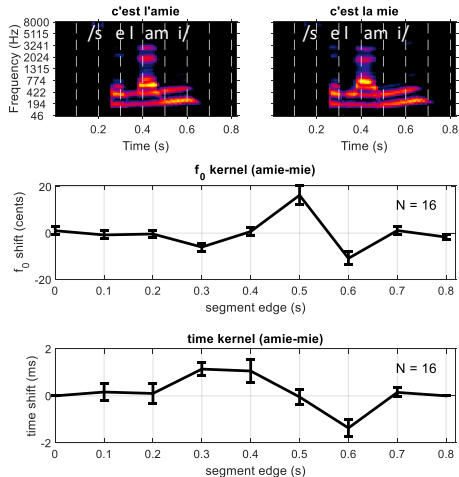 c'est l'amie
c'est la mie
/s e l am i/
/s e l am i/
Frequency (Hz)
8000
5115
3241
2024
1315
774
422
194
46
0.2 0.4 0.6 0.8
0.2 0.4 0.6 0.8
Time (s)
Time (s)
f0 kernel (amie-mie)
f0 shift (cents)
20
0
-20
N = 16
0 0.1 0.2 0.3 0.4 0.5 0.6 0.7 0.8
segment edge (s)
time kernel (amie-mie)
time shift (ms)
2
0
-2
N = 16
0 0.1 0.2 0.3 0.4 0.5 0.6 0.7 0.8
segment edge (s)